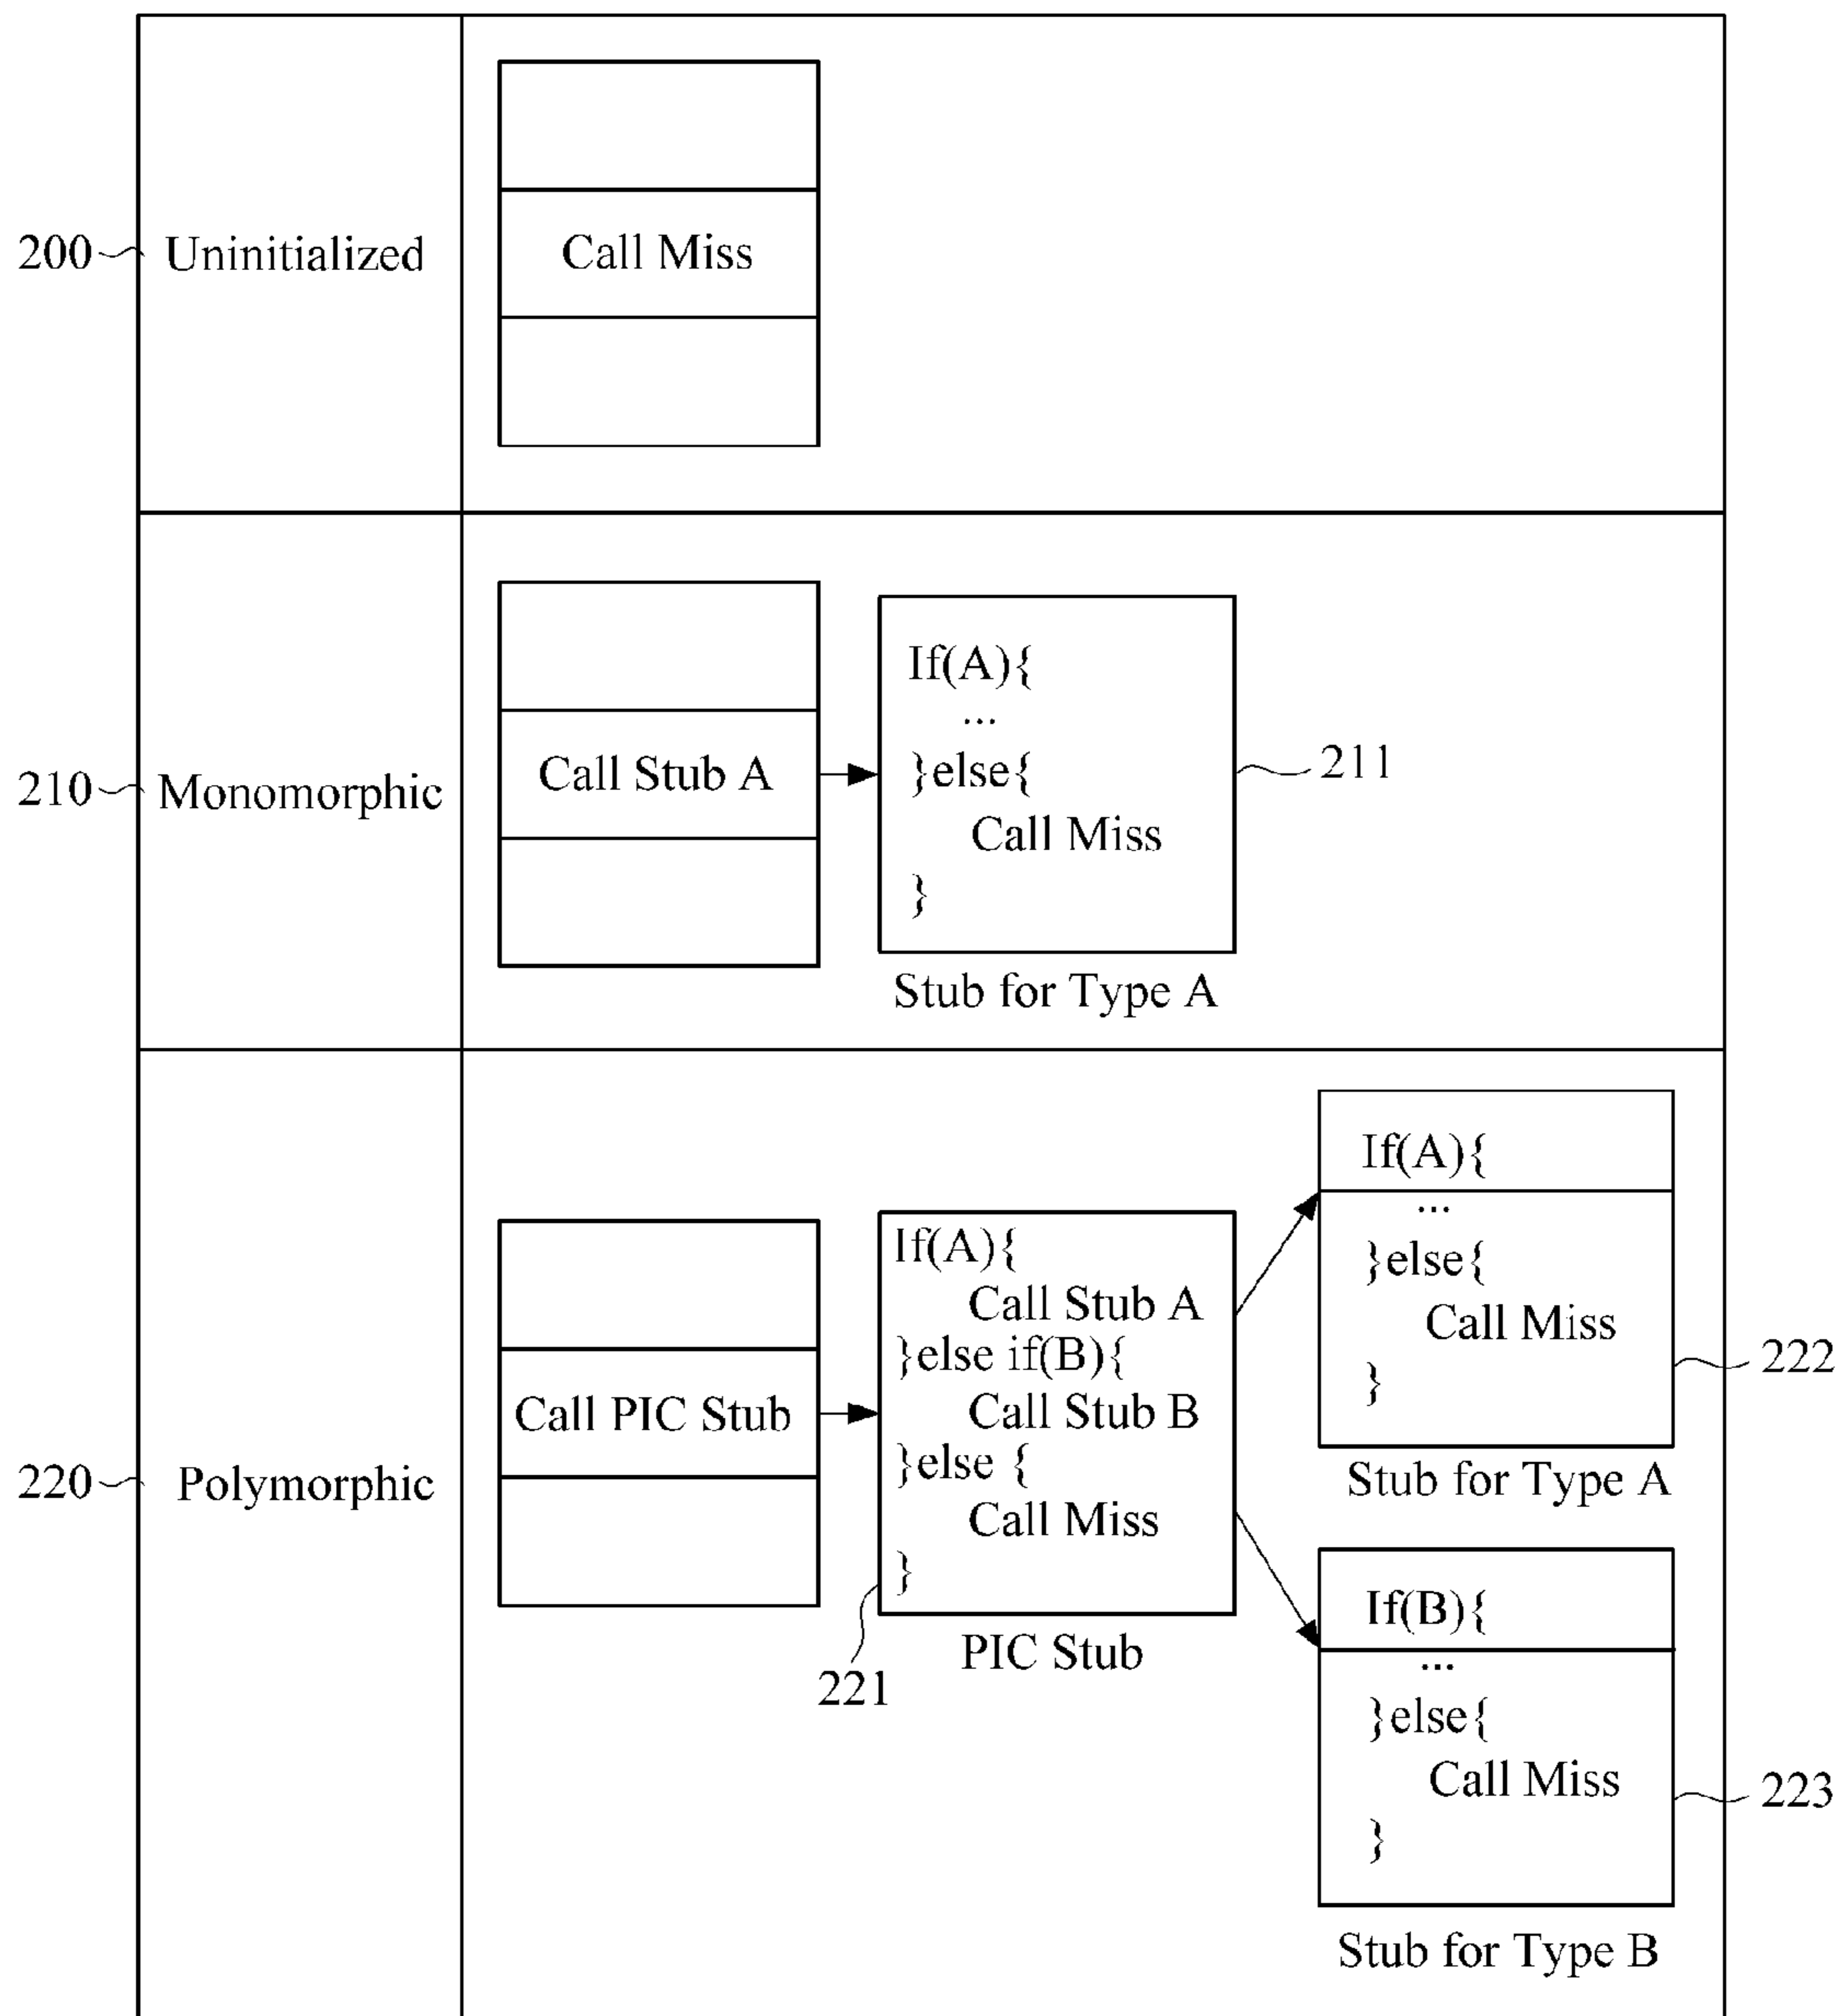 200
Uninitialized
Call Miss
210
Monomorphic
Call Stub A
If(A){
...
}else{
Call Miss
}
211
Stub for Type A
220
Polymorphic
Call PIC Stub
If(A){
Call Stub A
}else if(B){
Call Stub B
}else {
Call Miss
}
221
PIC Stub
If(A){
...
}else{
Call Miss
}
222
Stub for Type A
If(B){
...
}else{
Call Miss
}
223
Stub for Type B